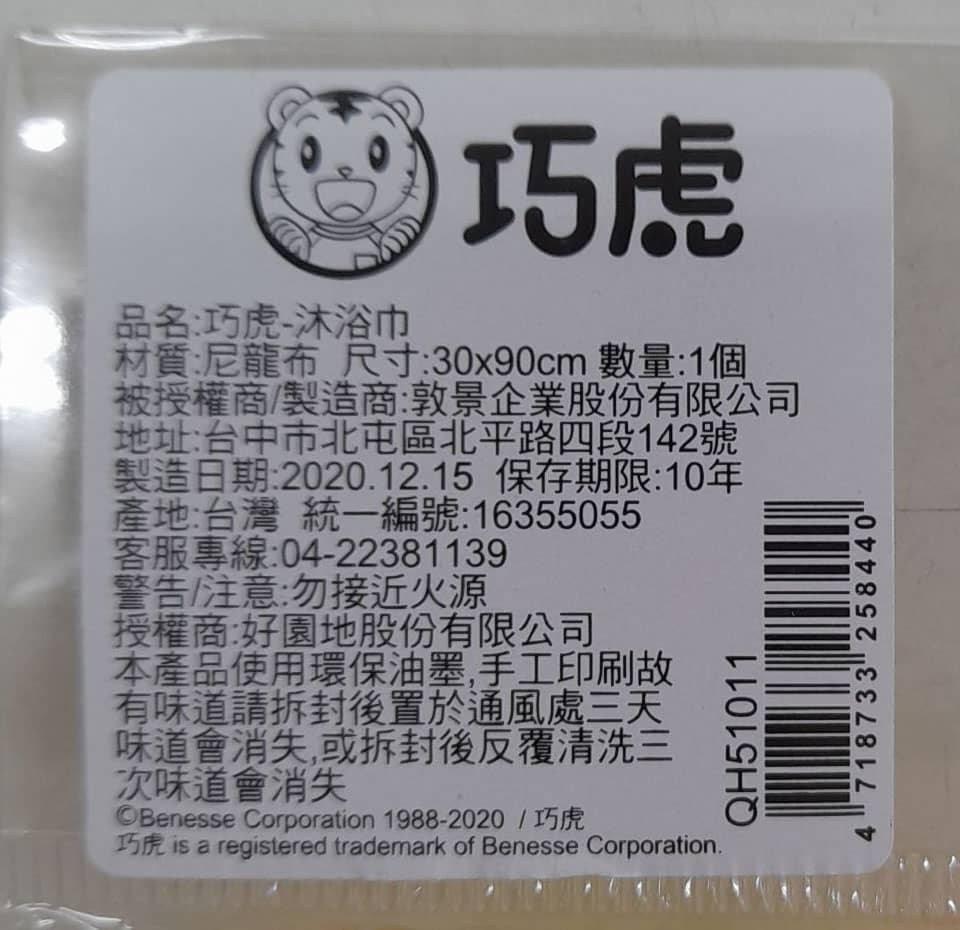 巧虎
品名:巧虎-沐浴巾
材質:尼龍布 尺寸:30x90cm 數量:1個
被授權商/製造商:敦景企業股份有限公司
地址:台中市北屯區北平路四段142號
製造日期:2020.12.15 保存期限:10年
產地:台灣 統一編號:16355055
客服專線:04-22381139
警告/注意:勿接近火源
授權商:好園地股份有限公司
本產品使用環保油墨,手工印刷故
有味道請拆封後置於通風處三天
味道會消失,或拆封後反覆清洗三
次味道會消失
©Benesse Corporation 1988-2020 / 巧虎
巧虎 is a registered trademark of Benesse Corporation.
QH511011
4 718733 258440